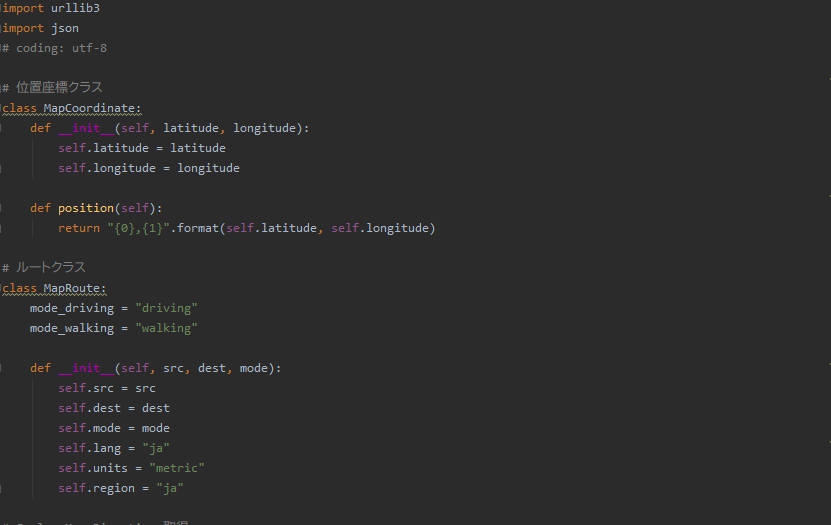 import urllib3
import json
# coding: utf-8
# 位置座標クラス
class MapCoordinate:
def __init__(self, latitude, longitude):
self.latitude = latitude
self.longitude = longitude
def position(self):
return "{0},{1}".format(self.latitude, self.longitude)
# ルートクラス
class MapRoute:
mode_driving = "driving"
mode_walking = "walking"
def __init__(self, src, dest, mode):
self.src = src
self.dest = dest
self.mode = mode
self.lang = "ja"
self.units = "metric"
self.region = "ja"